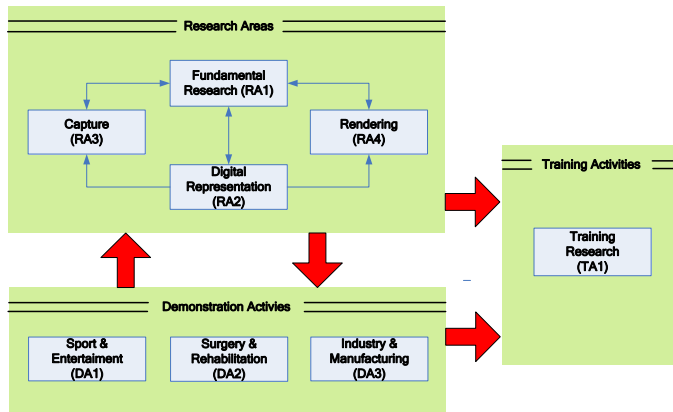 Research Areas
Fundamental
Research (RA1)
Capture
(RA3)
Rendering
(RA4)
Digital
Representation
(RA2)
Training Activities
Training
Research
(TA1)
Demonstration Activies
Sport &
Entertaiment
(DA1)
Surgery &
Rehabilitation
(DA2)
Industry &
Manufacturing
(DA3)